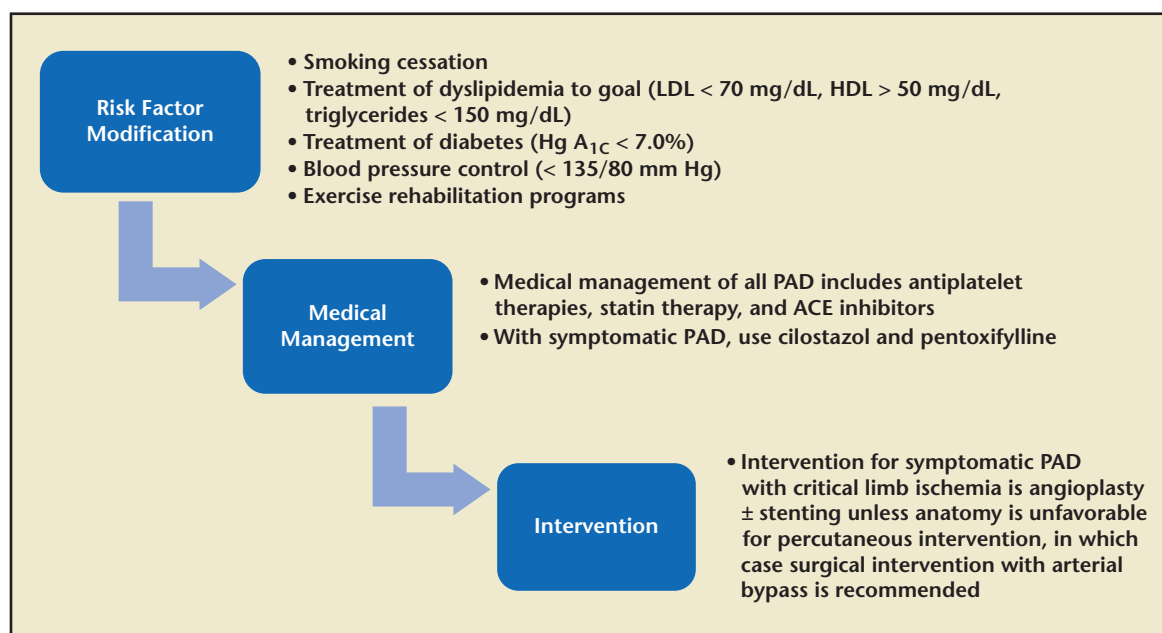 Risk Factor
Modification
• Smoking cessation
• Treatment of dyslipidemia to goal (LDL < 70 mg/dL, HDL > 50 mg/dL,
triglycerides < 150 mg/dL)
• Treatment of diabetes (Hg A1C < 7.0%)
• Blood pressure control (< 135/80 mm Hg)
• Exercise rehabilitation programs
Medical
Management
• Medical management of all PAD includes antiplatelet
therapies, statin therapy, and ACE inhibitors
• With symptomatic PAD, use cilostazol and pentoxifylline
Intervention
• Intervention for symptomatic PAD
with critical limb ischemia is angioplasty
± stenting unless anatomy is unfavorable
for percutaneous intervention, in which
case surgical intervention with arterial
bypass is recommended